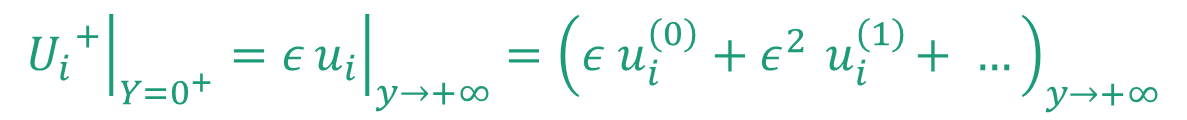 U_i^+|_{Y=0^+} = ϵ u_i|_{y→+∞} = (ϵ u_i^{(0)} + ϵ^2 u_i^{(1)} + ...)_{y→+∞}